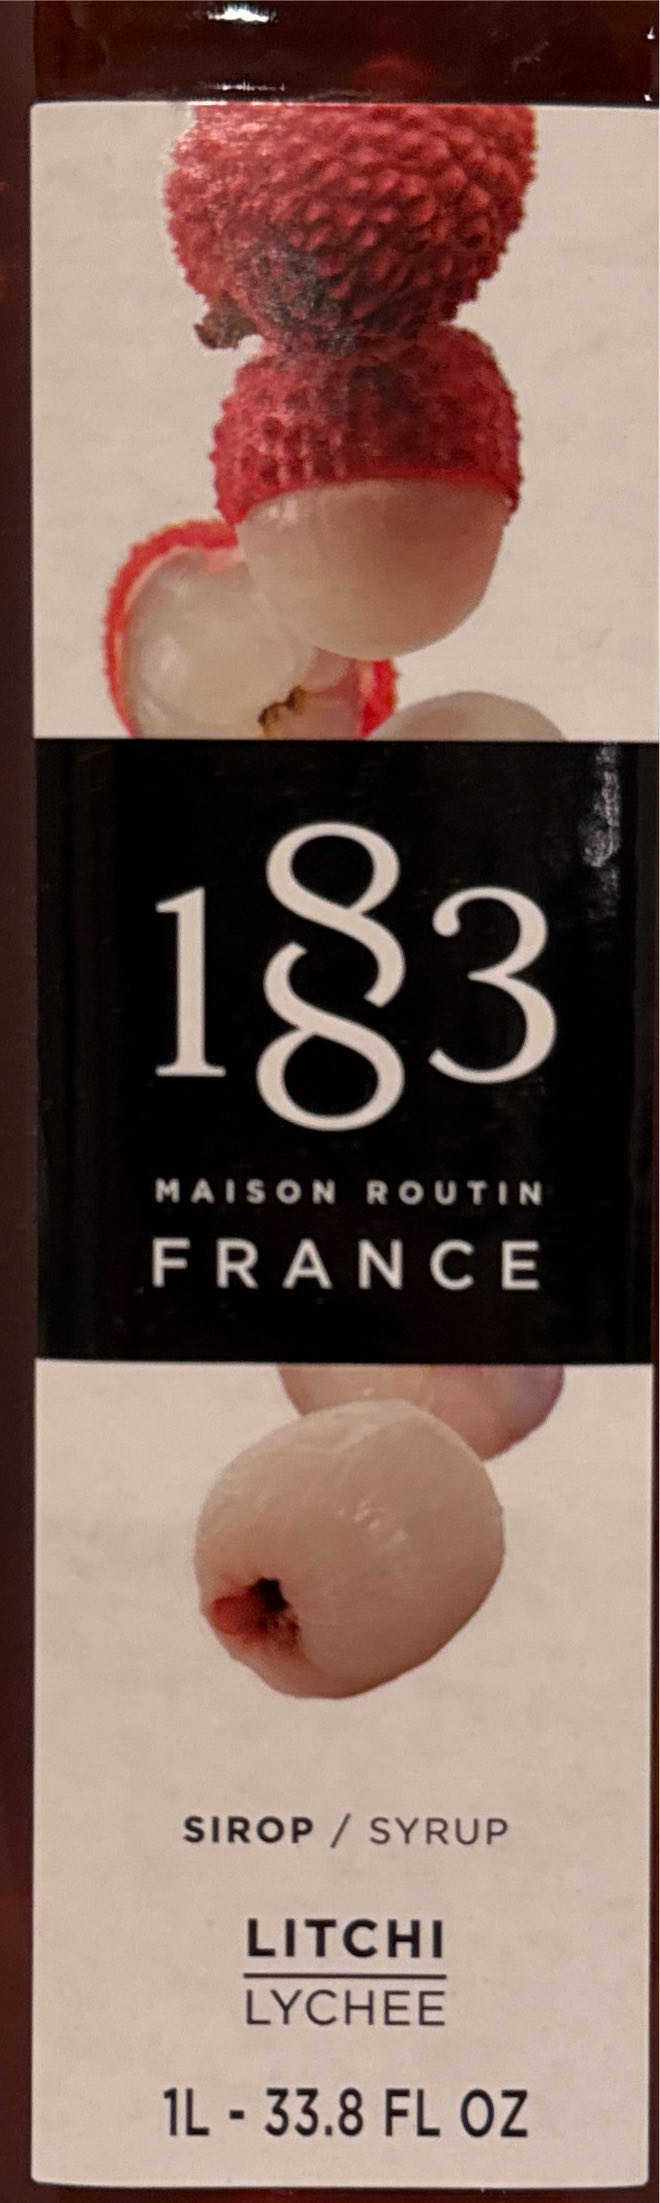 1883
MAISON ROUTIN
FRANCE
SIROP / SYRUP
LITCHI
LYCHEE
1L - 33.8 FL OZ